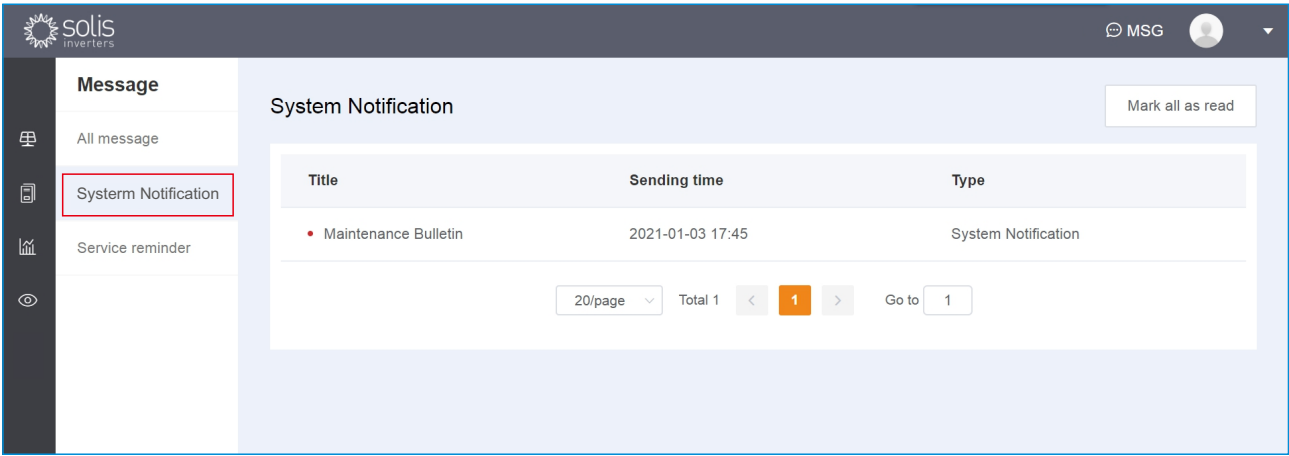 solis
inverters
MSG
Message
All message
Systerm Notification
Service reminder
System Notification
Mark all as read
Title Sending time Type
Maintenance Bulletin 2021-01-03 17:45 System Notification
20/page Total 1 < 1 > Go to 1